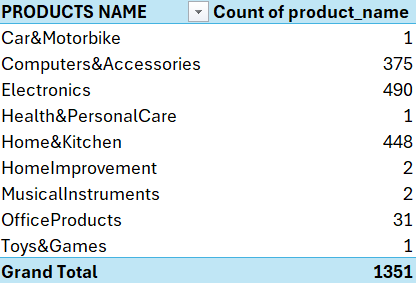 PRODUCTS NAME Count of product_name
Car&Motorbike 1
Computers&Accessories 375
Electronics 490
Health&PersonalCare 1
Home&Kitchen 448
HomeImprovement 2
MusicalInstruments 2
OfficeProducts 31
Toys&Games 1
Grand Total 1351